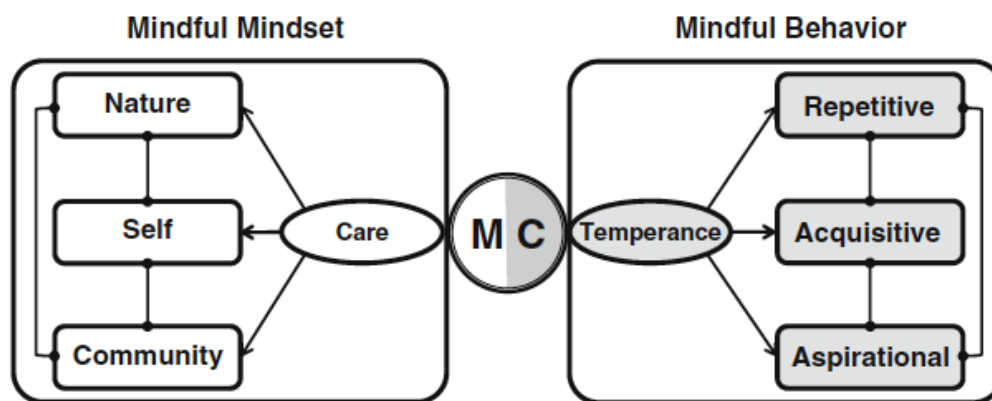 Mindful Mindset
Mindful Behavior
Nature
Self
Community
Care
M C
Temperance
Repetitive
Acquisitive
Aspirational